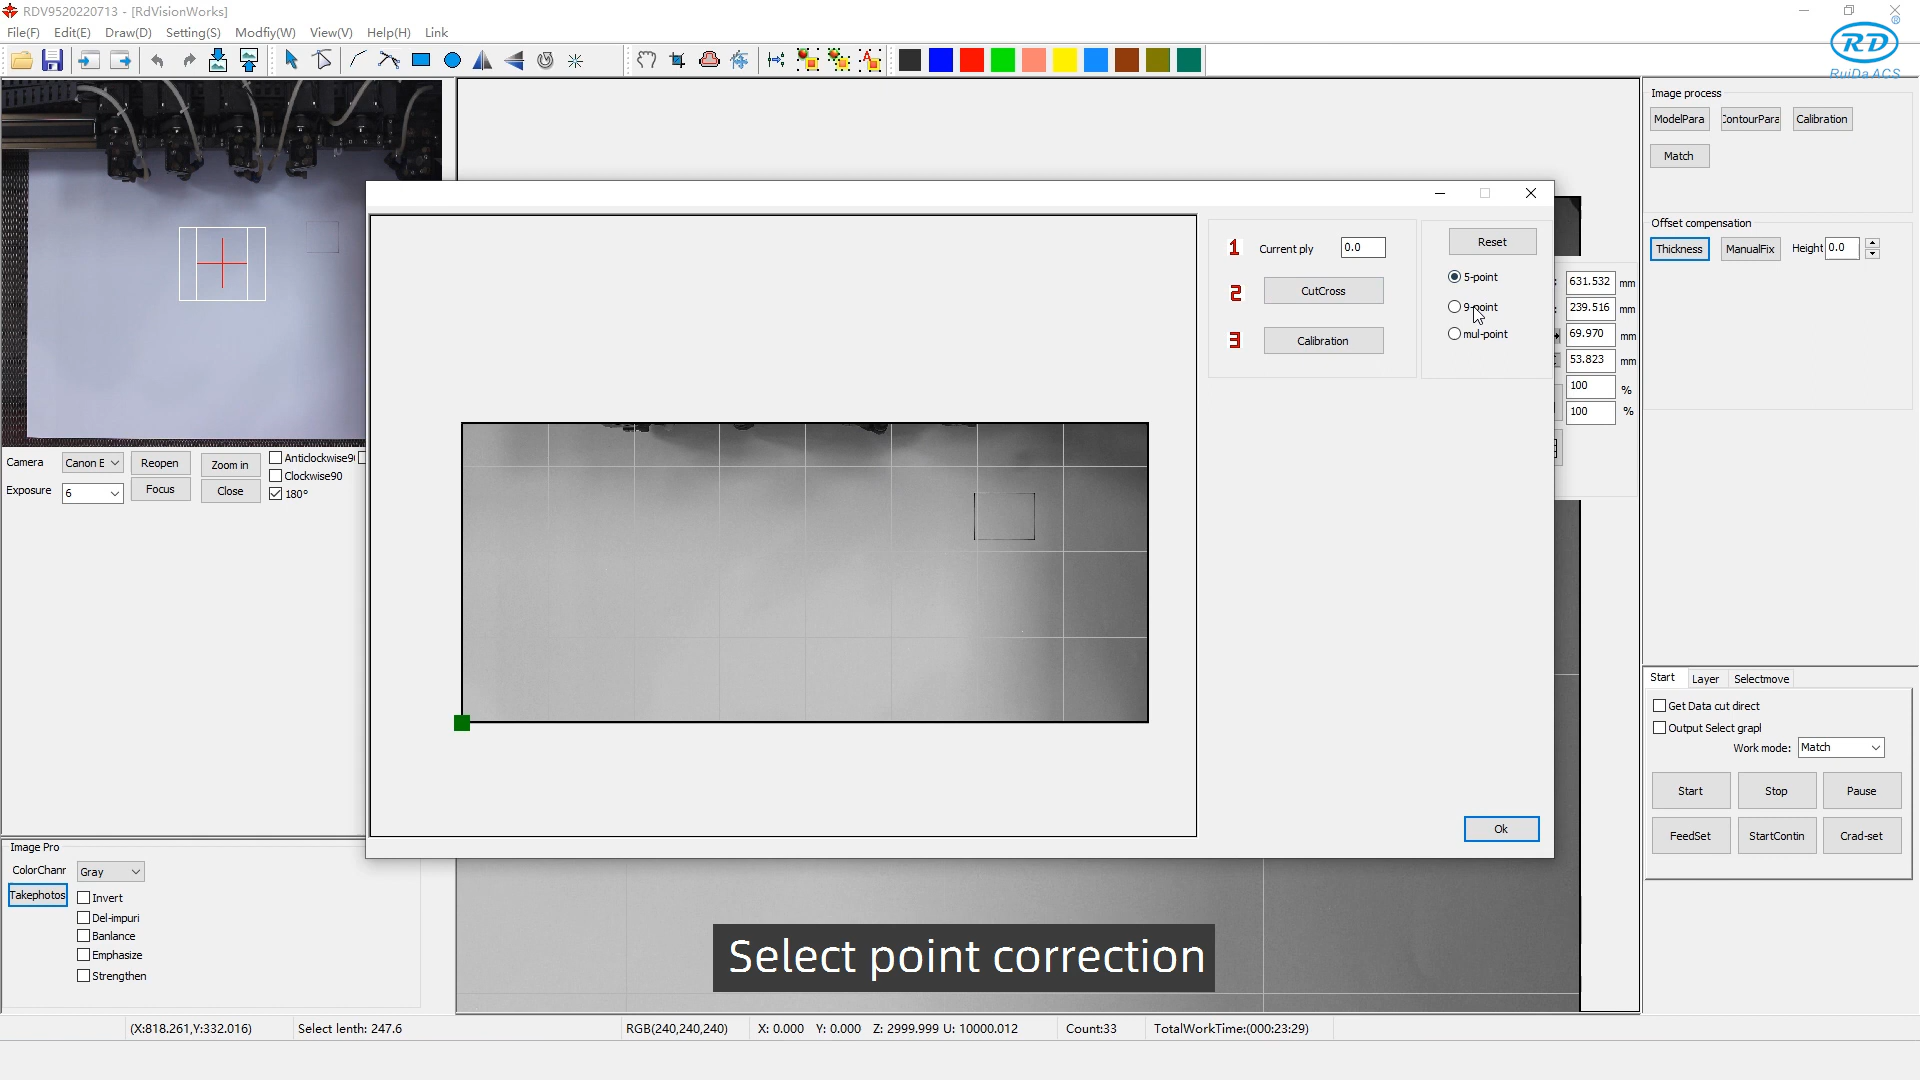 RDV9520220713 - [RdVisionWorks]
File(F) Edit(E) Draw(D) Setting(S) Modfiy(W) View(V) Help(H) Link
RD ®
RuiDa ACS
A
Image process
ModelPara ContourPara Calibration
Match
Offset compensation
Thickness ManualFix Height 0.0
1 Current ply 0.0
2 CutCross
3 Calibration
Reset
5-point
9-point
mul-point
631.532 mm
239.516 mm
69.970 mm
53.823 mm
100 %
100 %
Ok
Camera Canon E Reopen Zoom in Anticlockwise9
Clockwise90
Exposure 6 Focus Close 180°
Start Layer Selectmove
Get Data cut direct
Output Select grapl
Work mode: Match
Start Stop Pause
FeedSet StartContin Crad-set
Image Pro
ColorChanr Gray
Takephotos Invert
Del-impuri
Banlance
Emphasize
Strengthen
Select point correction
(X:818.261,Y:332.016) Select lenth: 247.6 RGB(240,240,240) X: 0.000 Y: 0.000 Z: 2999.999 U: 10000.012 Count:33 TotalWorkTime:(000:23:29)